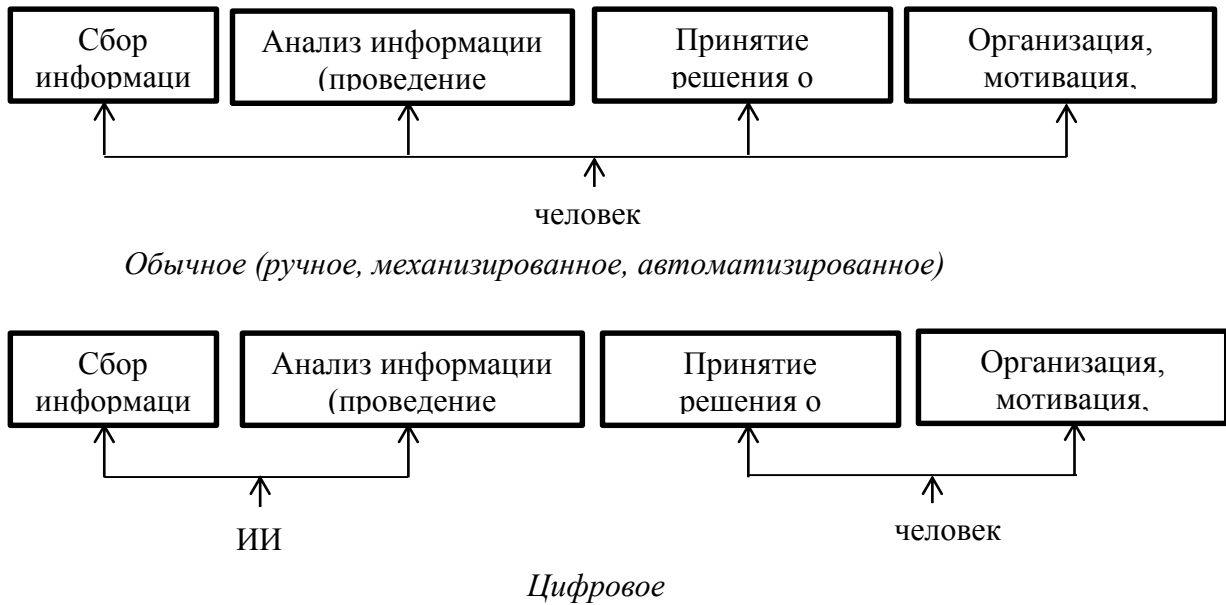 Сбор
информаци
Анализ информации
(проведение
Принятие
решения о
Организация,
мотивация,
человек
Обычное (ручное, механизированное, автоматизированное)
Сбор
информаци
Анализ информации
(проведение
Принятие
решения о
Организация,
мотивация,
ИИ
человек
Цифровое